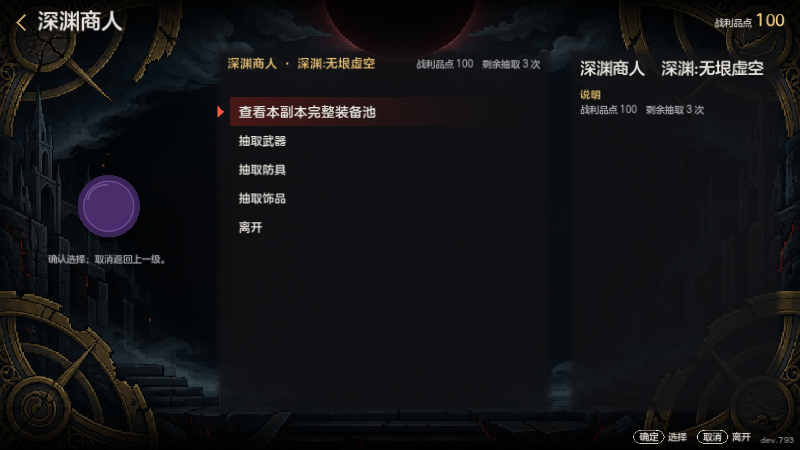 深渊商人
战利品点 100
深渊商人 · 深渊:无垠虚空
战利品点 100 剩余抽取 3 次
查看本副本完整装备池
抽取武器
抽取防具
抽取饰品
离开
确认选择；取消返回上一级。
深渊商人 深渊:无垠虚空
说明
战利品点 100 剩余抽取 3 次
确定 选择 取消 离开
dev.793